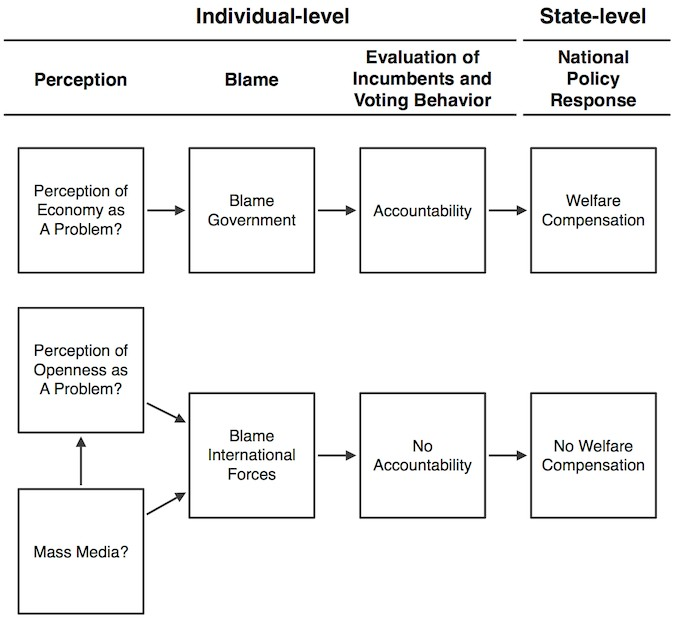 Individual-level
State-level
Perception
Blame
Evaluation of
Incumbents and
Voting Behavior
National
Policy
Response
Perception of
Economy as
A Problem?
Blame
Government
Accountability
Welfare
Compensation
Perception of
Openness as
A Problem?
Blame
International
Forces
No
Accountability
No Welfare
Compensation
Mass Media?